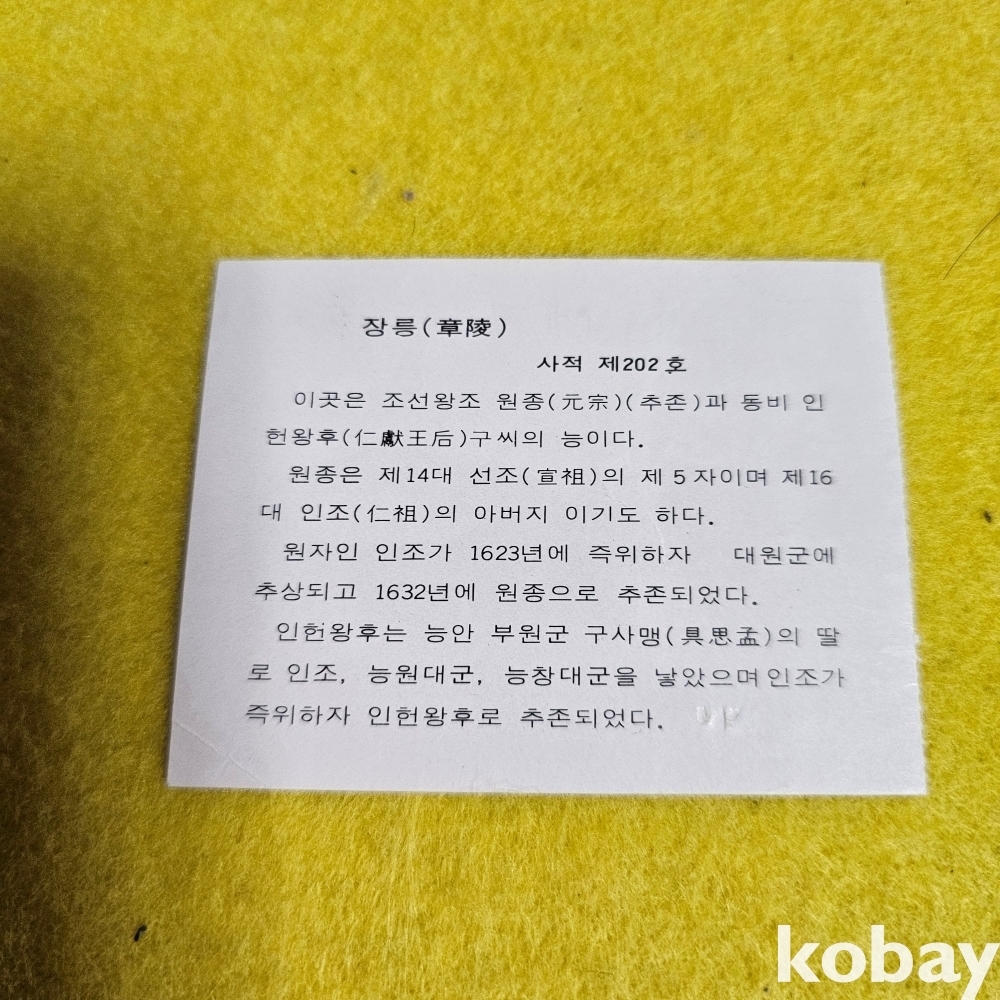 장릉(章陵)
사적 제202호
이곳은 조선왕조 원종(元宗)(추존)과 동비 인
헌왕후(仁獻王后)구씨의 능이다.
원종은 제14대 선조(宣祖)의 제5자이며 제16
대 인조(仁祖)의 아버지 이기도 하다.
원자인 인조가 1623년에 즉위하자 대원군에
추상되고 1632년에 원종으로 추존되었다.
인헌왕후는 능안 부원군 구사맹(具思孟)의 딸
로 인조, 능원대군, 능창대군을 낳았으며 인조가
즉위하자 인헌왕후로 추존되었다.
kobay